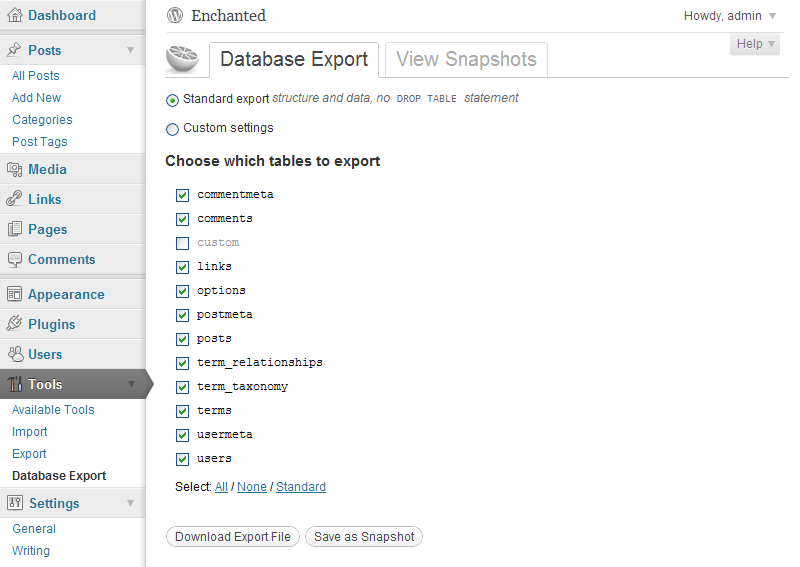 Dashboard
Posts
All Posts
Add New
Categories
Post Tags
Media
Links
Pages
Comments
Appearance
Plugins
Users
Tools
Available Tools
Import
Export
Database Export
Settings
General
Writing
Enchanted
Howdy, admin
Help
Database Export
View Snapshots
Standard export structure and data, no DROP TABLE statement
Custom settings
Choose which tables to export
commentmeta
comments
custom
links
options
postmeta
posts
term_relationships
term_taxonomy
terms
usermeta
users
Select: All / None / Standard
Download Export File
Save as Snapshot